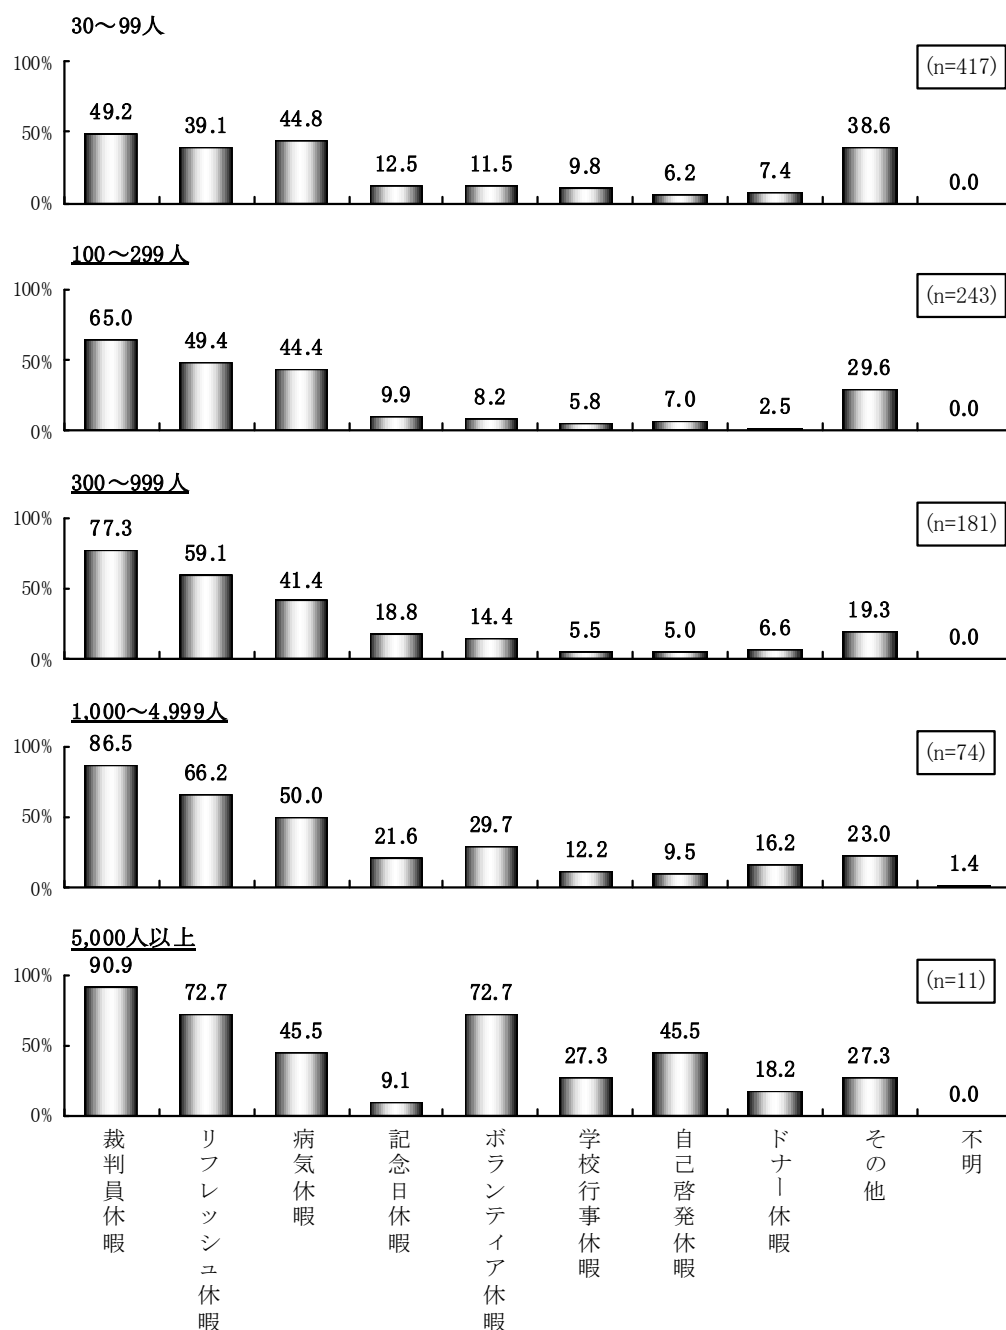 30～99人
(n=417)
100%
50%
0%
49.2 39.1 44.8 12.5 11.5 9.8 6.2 7.4 38.6 0.0
100～299人
(n=243)
100%
50%
0%
65.0 49.4 44.4 9.9 8.2 5.8 7.0 2.5 29.6 0.0
300～999人
(n=181)
100%
50%
0%
77.3 59.1 41.4 18.8 14.4 5.5 5.0 6.6 19.3 0.0
1,000～4,999人
(n=74)
100%
50%
0%
86.5 66.2 50.0 21.6 29.7 12.2 9.5 16.2 23.0 1.4
5,000人以上
(n=11)
100%
50%
0%
90.9 72.7 45.5 9.1 72.7 27.3 45.5 18.2 27.3 0.0
裁判員休暇
リフレッシュ休暇
病気休暇
記念日休暇
ボランティア休暇
学校行事休暇
自己啓発休暇
ドナー休暇
その他
不明